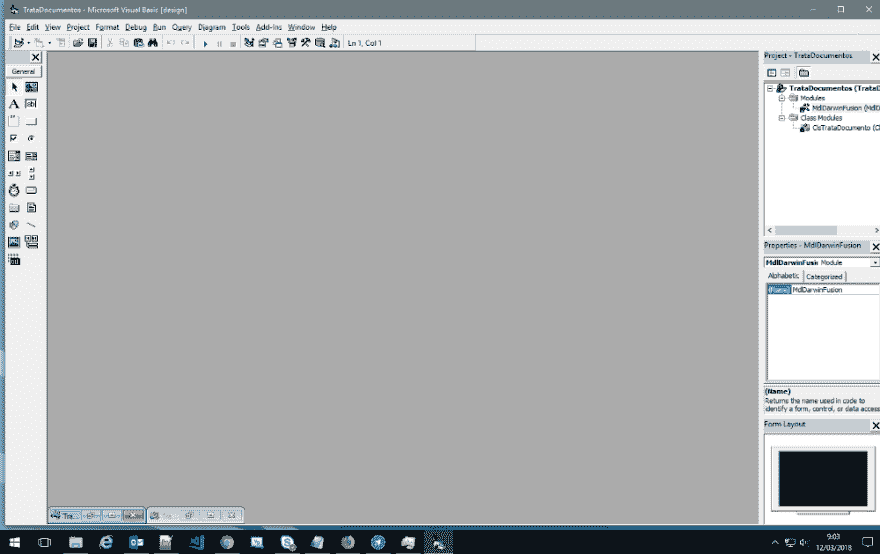 TrataDocumentos - Microsoft Visual Basic [design]
File Edit View Project Format Debug Run Query Diagram Tools Add-Ins Window Help
Ln 1, Col 1
General
A
ab
Project - TrataDocumentos
TrataDocumentos (TrataD
Modules
MdlDarwinFusion (MdlD
Class Modules
ClsTrataDocumento (Cl
Properties - MdlDarwinFusion
MdlDarwinFusi Module
Alphabetic Categorized
(Name) MdlDarwinFusion
(Name)
Returns the name used in code to
identify a form, control, or data access
Form Layout
Tra...
9:03
12/03/2018